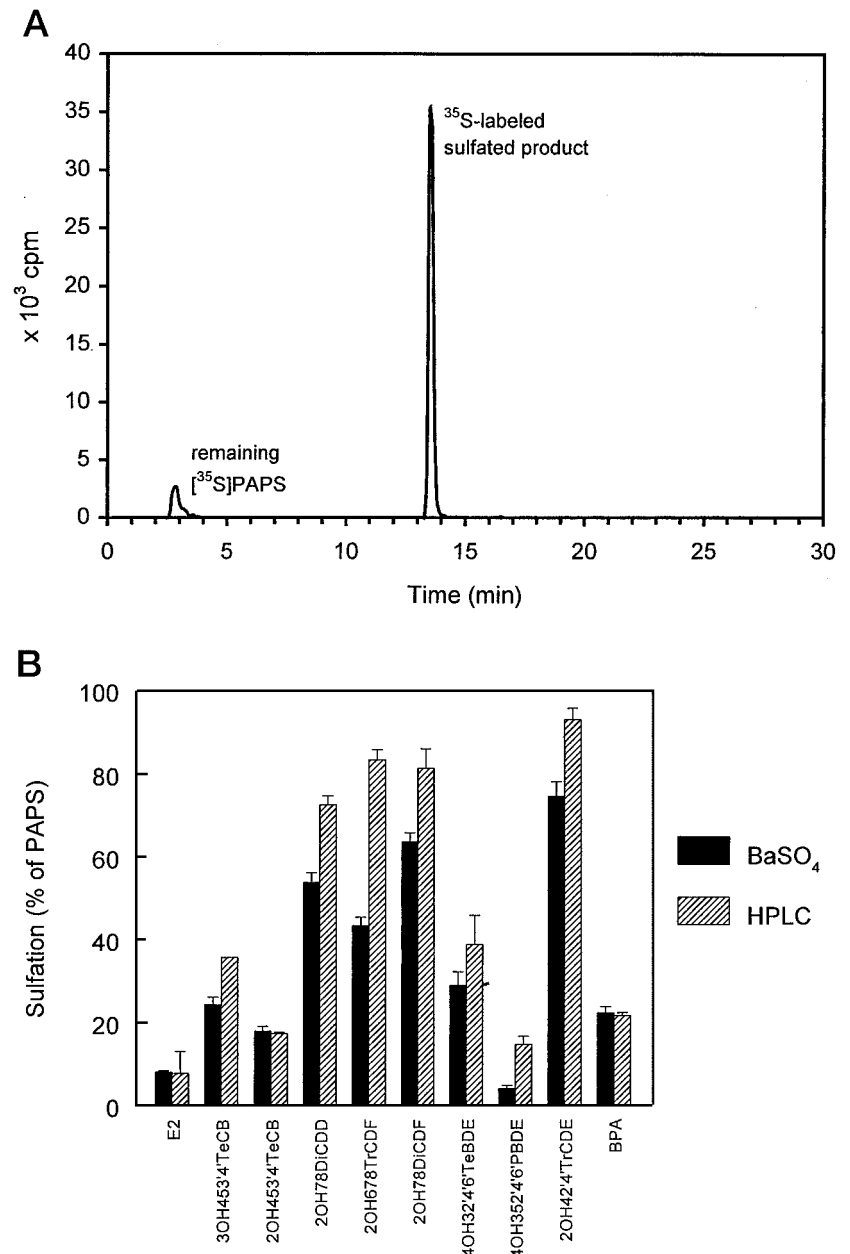 A
40
35
30
25
20
15
10
5
0
x 10³ cpm
³⁵S-labeled
sulfated product
remaining
[³⁵S]PAPS
0 5 10 15 20 25 30
Time (min)
B
100
80
60
40
20
0
Sulfation (% of PAPS)
BaSO₄
HPLC
E2
3OH453'4'TeCB
2OH453'4'TeCB
2OH78DiCDD
2OH678TrCDF
2OH78DiCDF
4OH32'4'6'TeBDE
4OH352'4'6'PBDE
2OH42'4'TrCDE
BPA